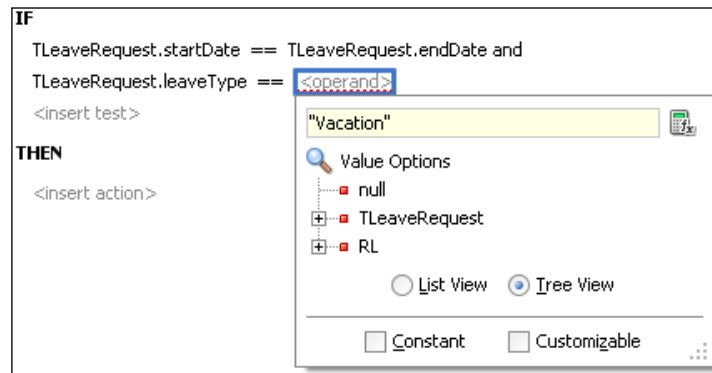 IF
TLeaveRequest.startDate == TLeaveRequest.endDate and
TLeaveRequest.leaveType == <operand>
<insert test>
THEN
<insert action>
"Vacation"
Value Options
null
TLeaveRequest
RL
List View Tree View
Constant Customizable